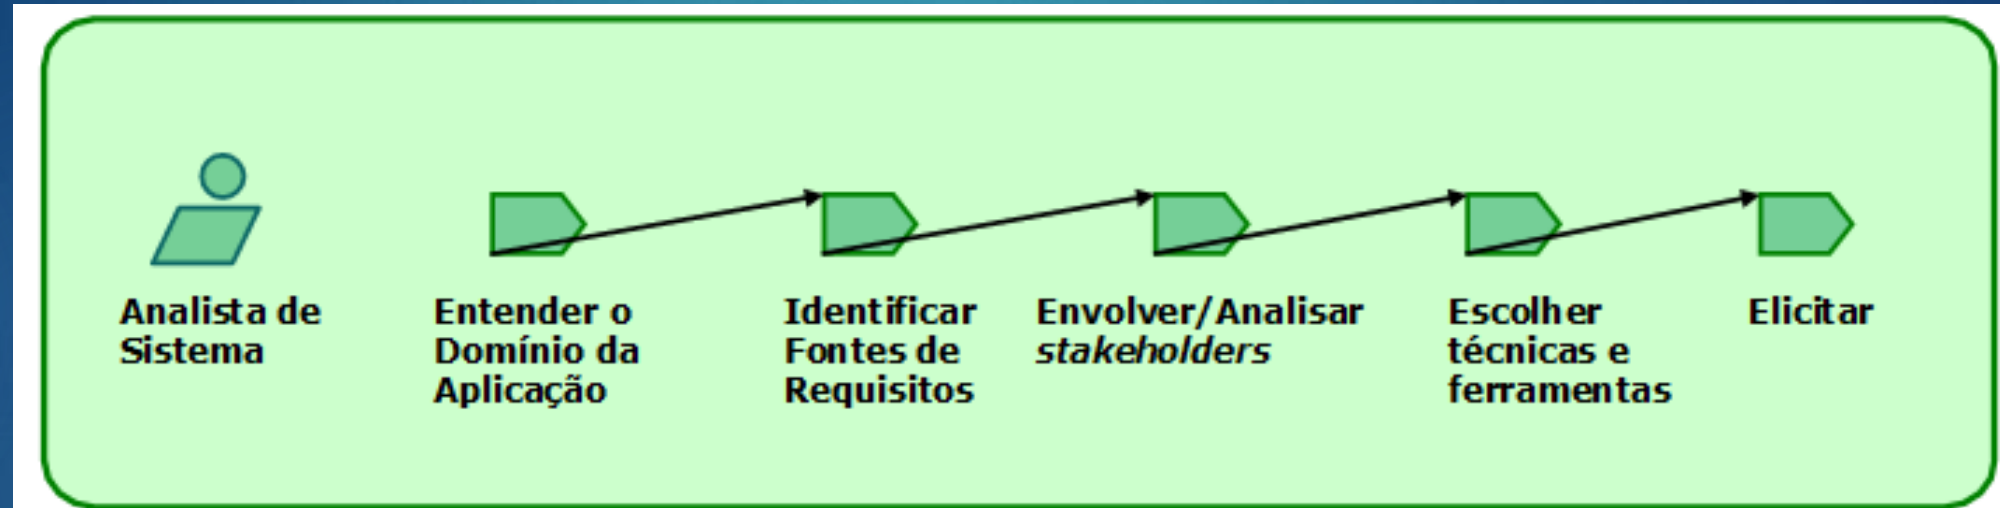 Analista de
Sistema
Entender o
Domínio da
Aplicação
Identificar
Fontes de
Requisitos
Envolver/Analisar
stakeholders
Escolher
técnicas e
ferramentas
Elicitar